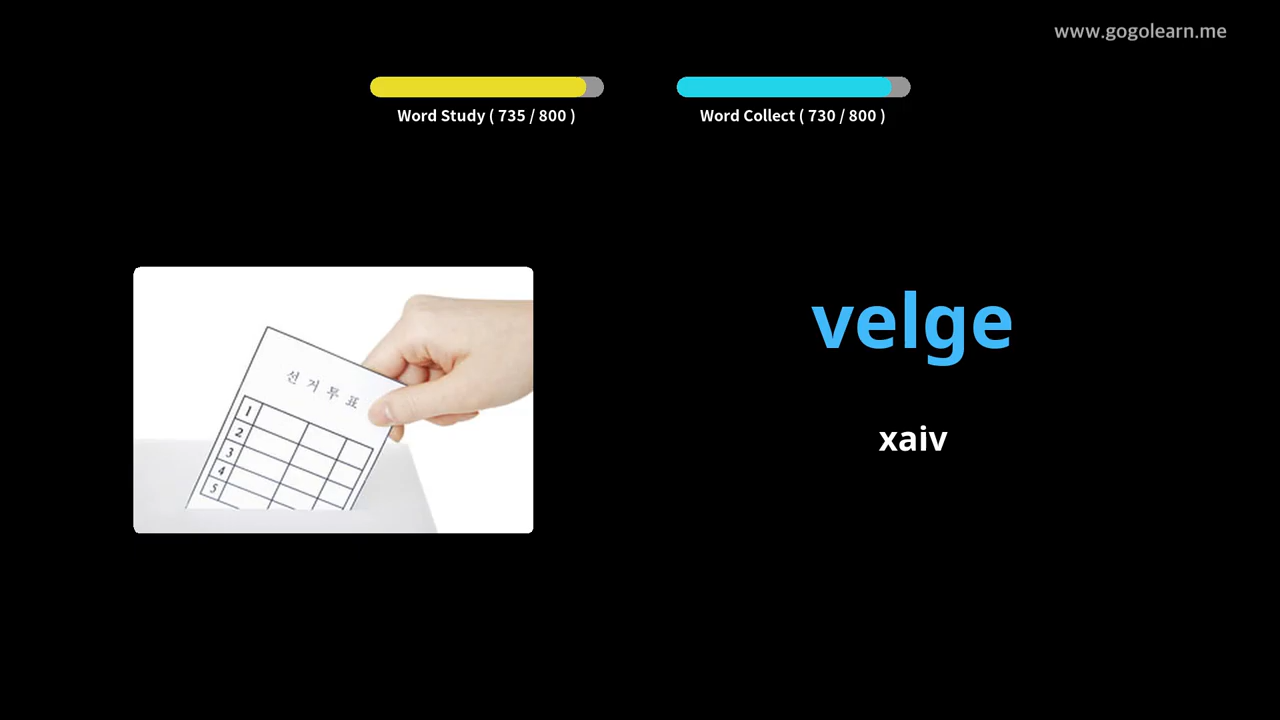 www.gogolearn.me
Word Study ( 735 / 800 )
Word Collect ( 730 / 800 )
선거투표
1
2
3
4
5
velge
xaiv